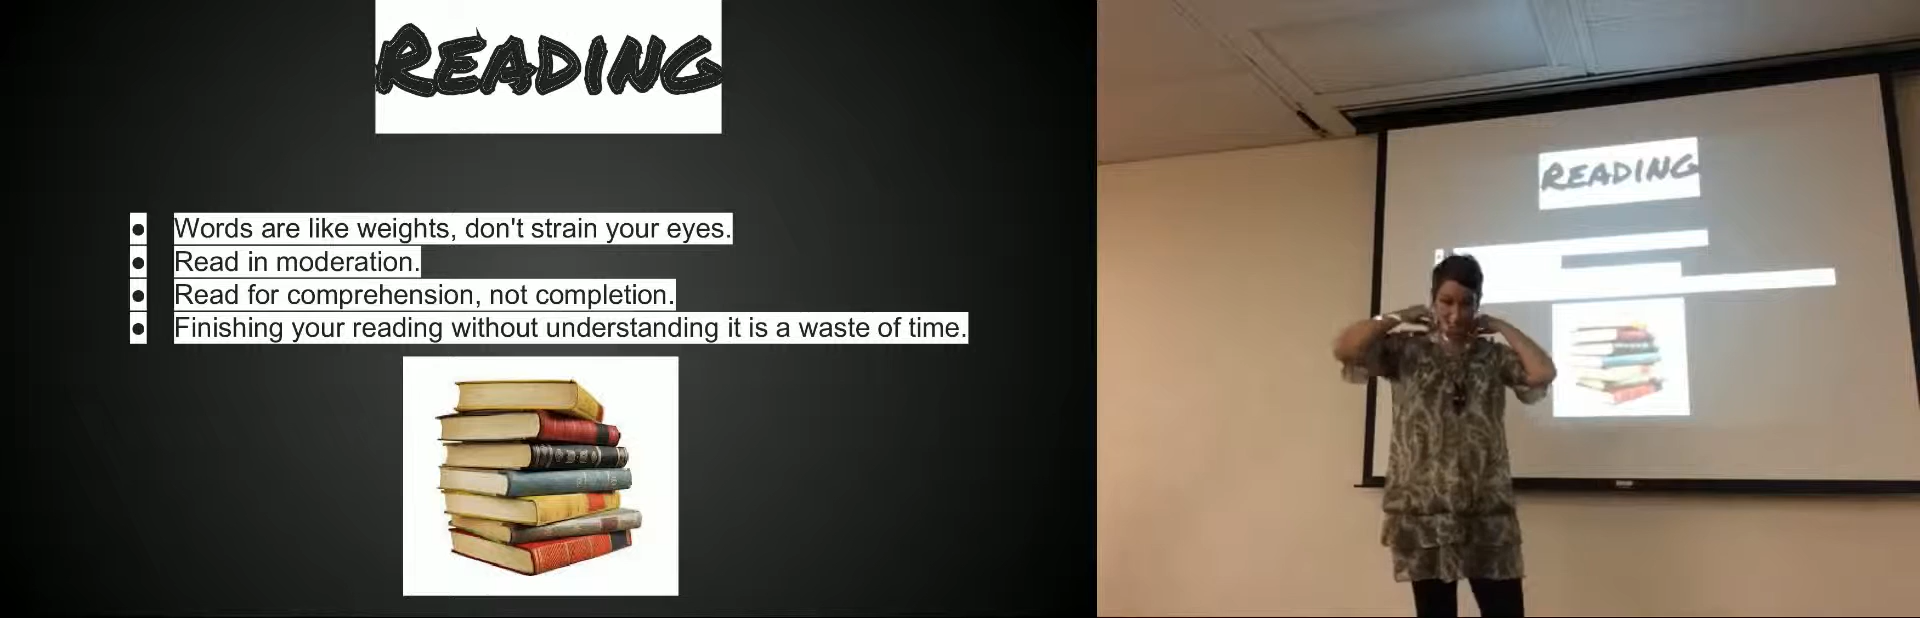 READING
● Words are like weights, don't strain your eyes.
● Read in moderation.
● Read for comprehension, not completion.
● Finishing your reading without understanding it is a waste of time.
READING